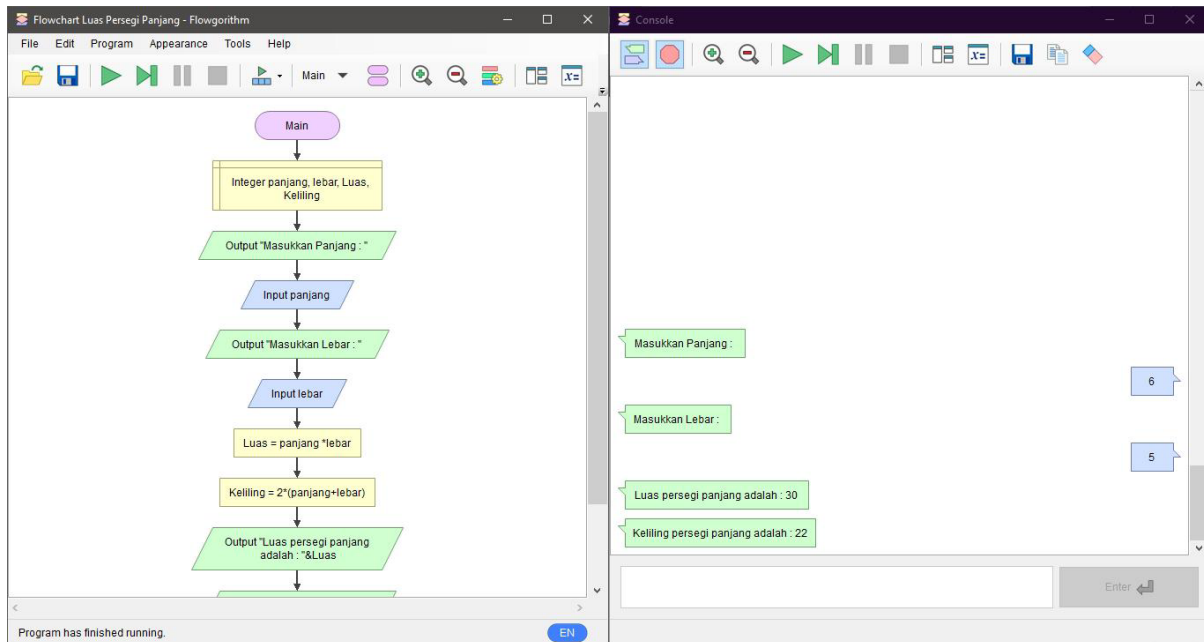 Flowchart Luas Persegi Panjang - Flowgorithm
File Edit Program Appearance Tools Help
Main
x=
Main
Integer panjang, lebar, Luas,
Keliling
Output "Masukkan Panjang : "
Input panjang
Output "Masukkan Lebar : "
Input lebar
Luas = panjang *lebar
Keliling = 2*(panjang+lebar)
Output "Luas persegi panjang
adalah : "&Luas
Program has finished running.
EN
Console
x=
Masukkan Panjang :
6
Masukkan Lebar :
5
Luas persegi panjang adalah : 30
Keliling persegi panjang adalah : 22
Enter